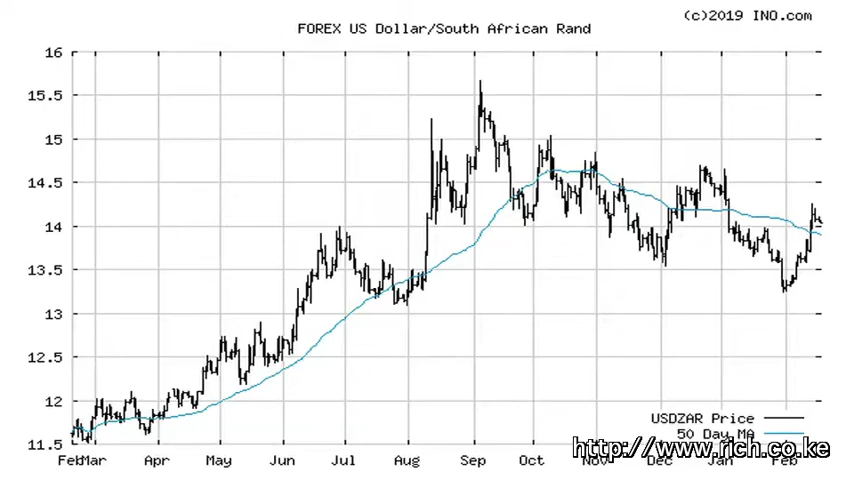 (c)2019 INO.com
FOREX US Dollar/South African Rand
16
15.5
15
14.5
14
13.5
13
12.5
12
11.5
USDZAR Price
50 Day MA
http://www.rich.co.ke
Feb Mar Apr May Jun Jul Aug Sep Oct Nov Dec Jan Feb